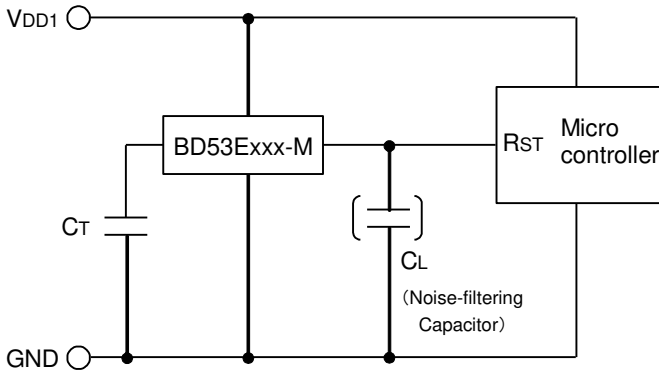 VDD1
BD53Exxx-M
RST
Micro
controller
CT
CL
（Noise-filtering
Capacitor）
GND